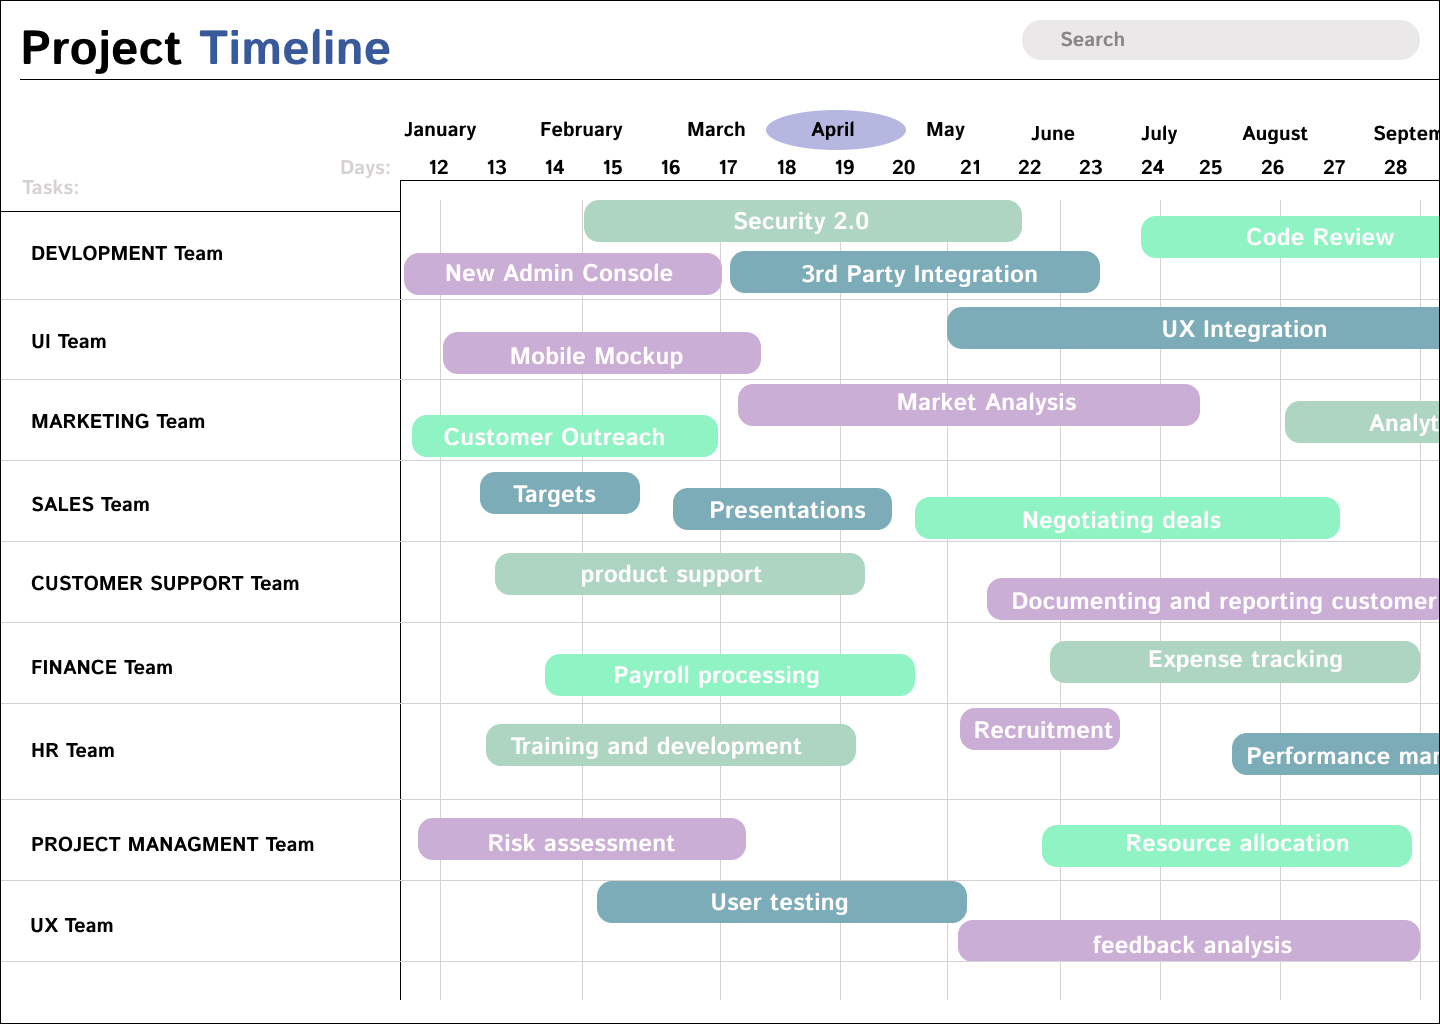 Project Timeline
Search
January February March April May June July August Septem
Days: 12 13 14 15 16 17 18 19 20 21 22 23 24 25 26 27 28
Tasks:
Security 2.0
Code Review
DEVLOPMENT Team
New Admin Console
3rd Party Integration
UX Integration
UI Team
Mobile Mockup
Market Analysis
MARKETING Team
Analyt
Customer Outreach
Targets
SALES Team
Presentations
Negotiating deals
product support
CUSTOMER SUPPORT Team
Documenting and reporting customer
Expense tracking
FINANCE Team
Payroll processing
Recruitment
HR Team
Training and development
Performance mar
PROJECT MANAGMENT Team
Risk assessment
Resource allocation
User testing
UX Team
feedback analysis